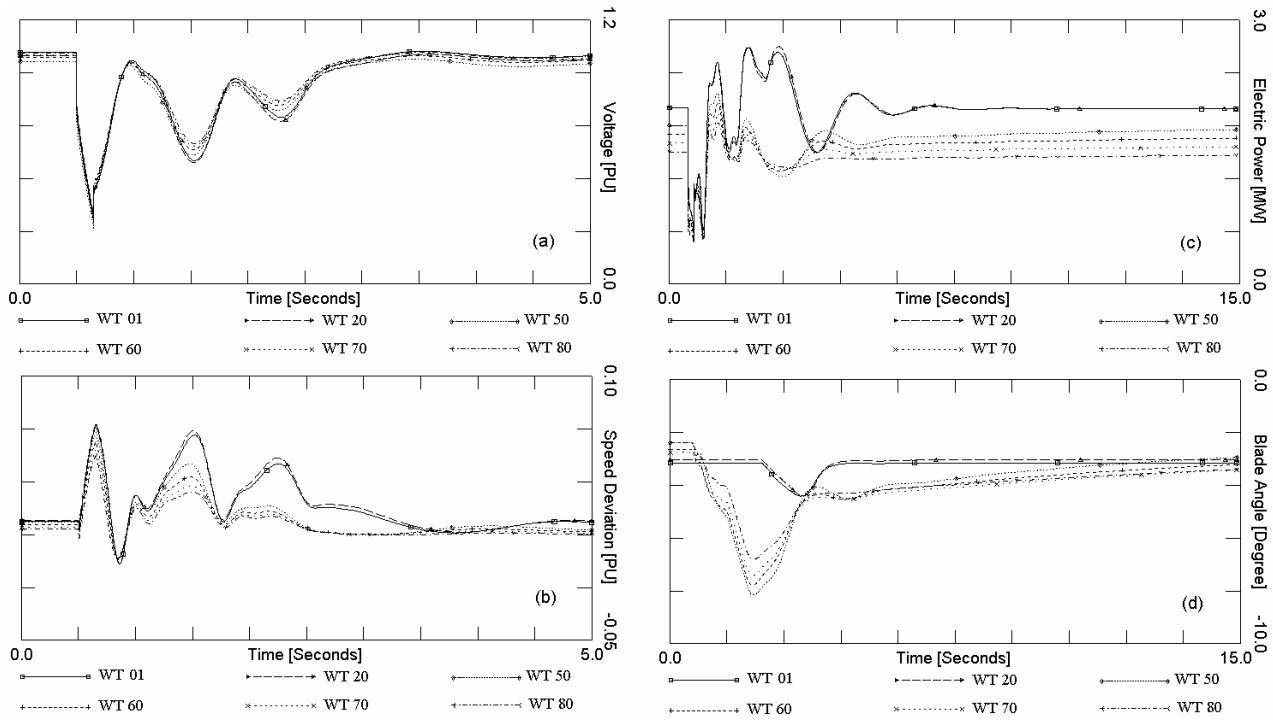 1.2
Voltage [PU]
(a)
0.0
0.0
Time [Seconds]
5.0
WT 01
WT 20
WT 50
WT 60
WT 70
WT 80
3.0
Electric Power [MW]
(c)
0.0
0.0
Time [Seconds]
15.0
WT 01
WT 20
WT 50
WT 60
WT 70
WT 80
0.10
Speed Deviation [PU]
(b)
-0.05
0.0
Time [Seconds]
5.0
WT 01
WT 20
WT 50
WT 60
WT 70
WT 80
0.0
Blade Angle [Degree]
(d)
-10.0
0.0
Time [Seconds]
15.0
WT 01
WT 20
WT 50
WT 60
WT 70
WT 80